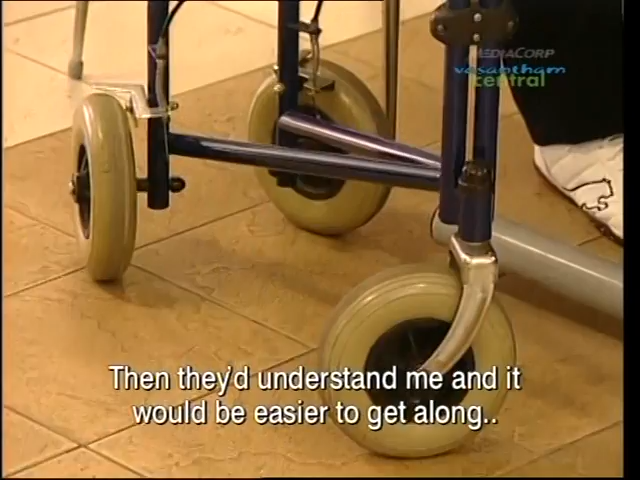 MEDIACORP
vasantham
central
Then they'd understand me and it
would be easier to get along..